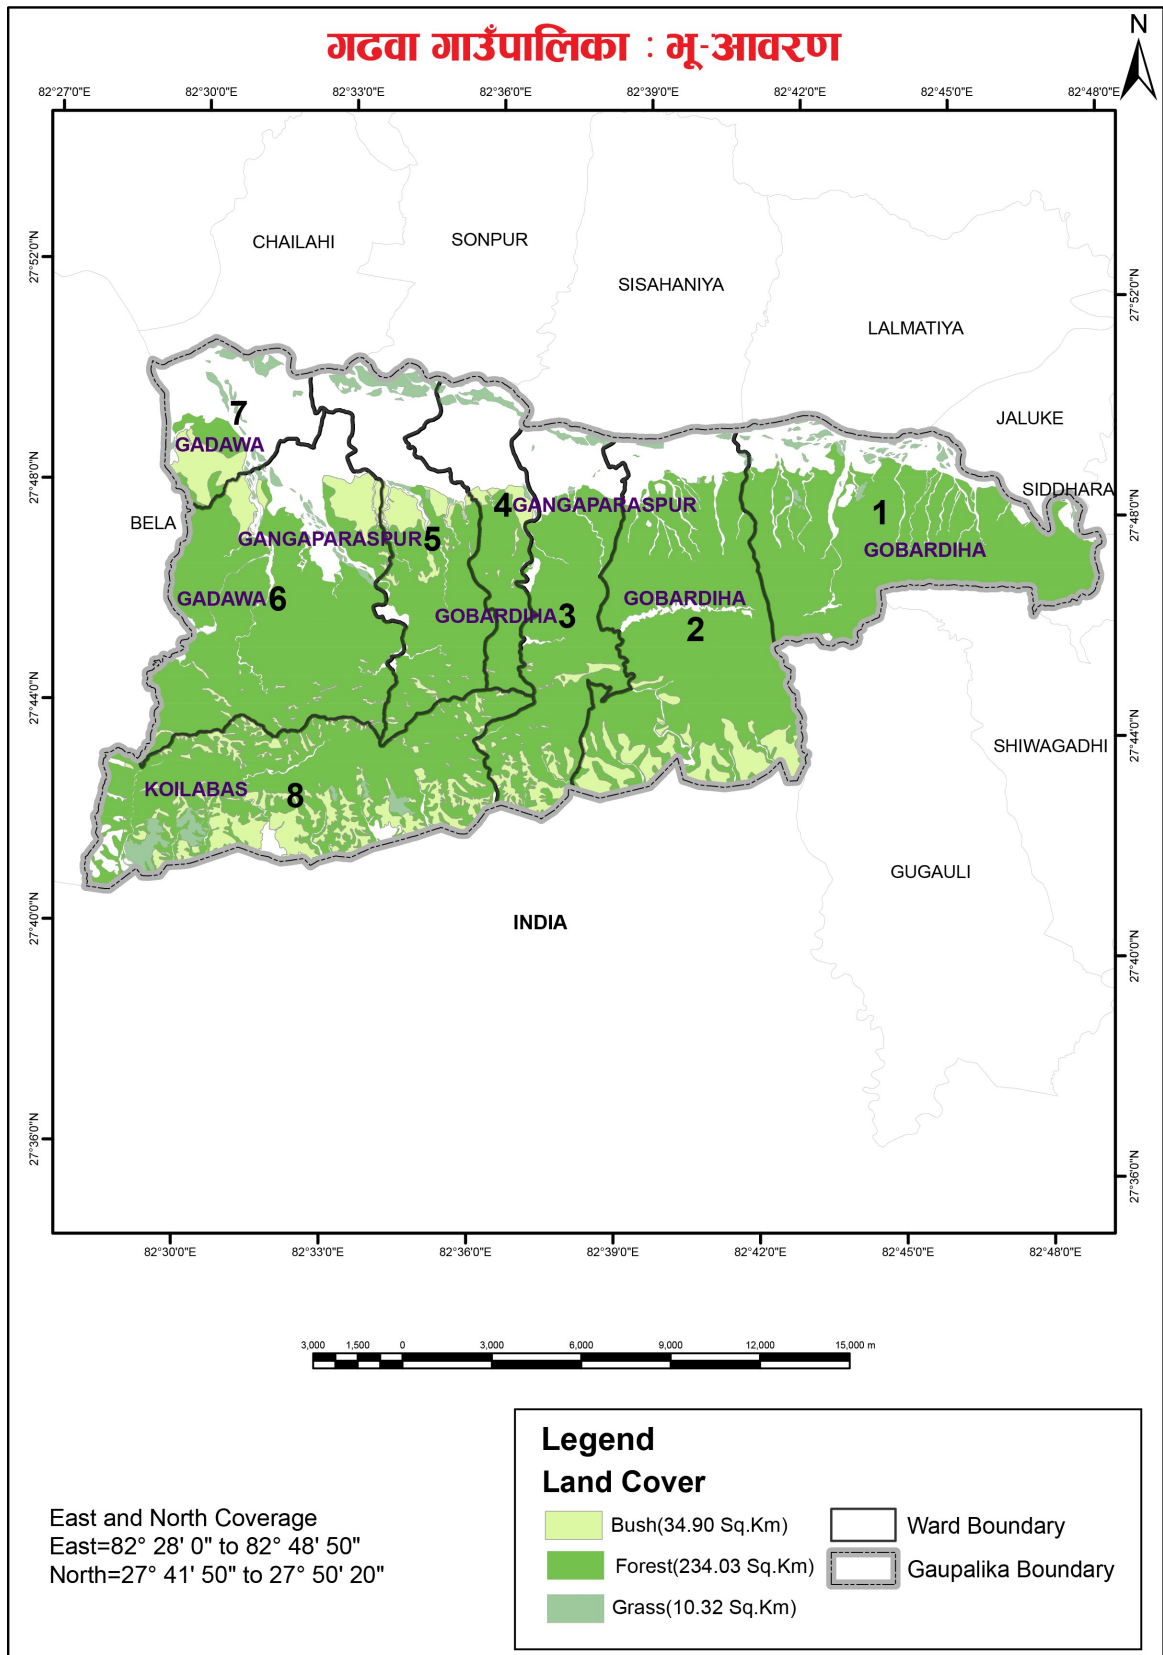 गढवा गाउँपालिका : भू-आवरण
N
82°27'0"E 82°30'0"E 82°33'0"E 82°36'0"E 82°39'0"E 82°42'0"E 82°45'0"E 82°48'0"E
CHAILAHI
SONPUR
27°52'0"N
SISAHANIYA
27°52'0"N
LALMATIYA
7
JALUKE
GADAWA
27°48'0"N
SIDDHARA
4 GANGAPARASPUR
27°48'0"N
1
BELA
GANGAPARASPUR 5
GOBARDIHA
GADAWA 6
GOBARDIHA
GOBARDIHA 3
2
27°44'0"N
27°44'0"N
SHIWAGADHI
KOILABAS 8
GUGAULI
27°40'0"N
INDIA
27°40'0"N
27°36'0"N
27°36'0"N
82°30'0"E 82°33'0"E 82°36'0"E 82°39'0"E 82°42'0"E 82°45'0"E 82°48'0"E
3,000 1,500 0 3,000 6,000 9,000 12,000 15,000 m
Legend
Land Cover
Bush(34.90 Sq.Km) Ward Boundary
Forest(234.03 Sq.Km) Gaupalika Boundary
Grass(10.32 Sq.Km)
East and North Coverage
East=82° 28' 0" to 82° 48' 50"
North=27° 41' 50" to 27° 50' 20"